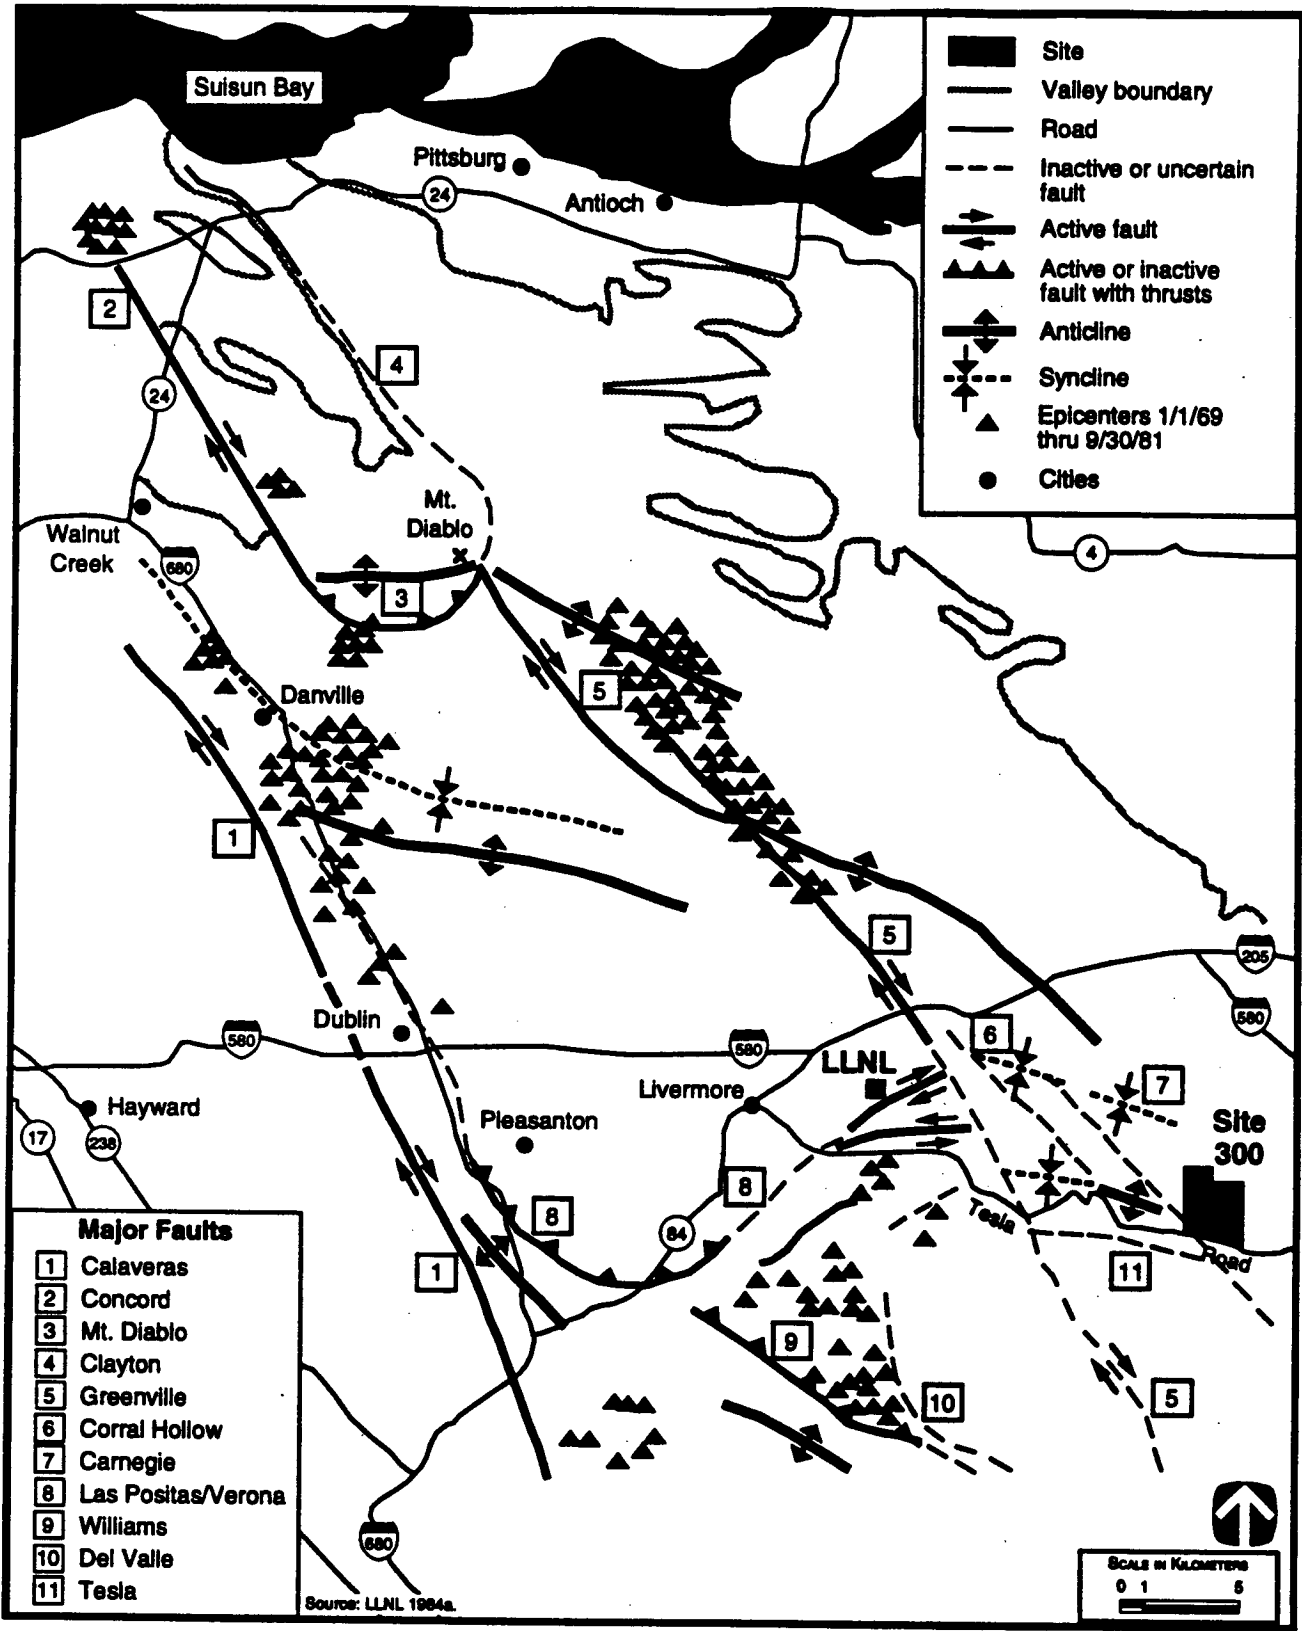 Suisun Bay
Pittsburg
24
Antioch
Site
Valley boundary
Road
Inactive or uncertain
fault
Active fault
Active or inactive
fault with thrusts
Anticline
Syncline
Epicenters 1/1/69
thru 9/30/81
Cities
2
4
24
Mt.
Diablo
Walnut
Creek
680
3
4
5
Danville
1
5
205
580
Dublin
580
580
6
LLNL
7
Livermore
Hayward
17
238
Pleasanton
Site
300
8
8
84
Tesla
Road
11
1
9
10
5
Major Faults
1 Calaveras
2 Concord
3 Mt. Diablo
4 Clayton
5 Greenville
6 Corral Hollow
7 Carnegie
8 Las Positas/Verona
9 Williams
10 Del Valle
11 Tesla
680
Source: LLNL 1984a.
SCALE IN KILOMETERS
0 1 5